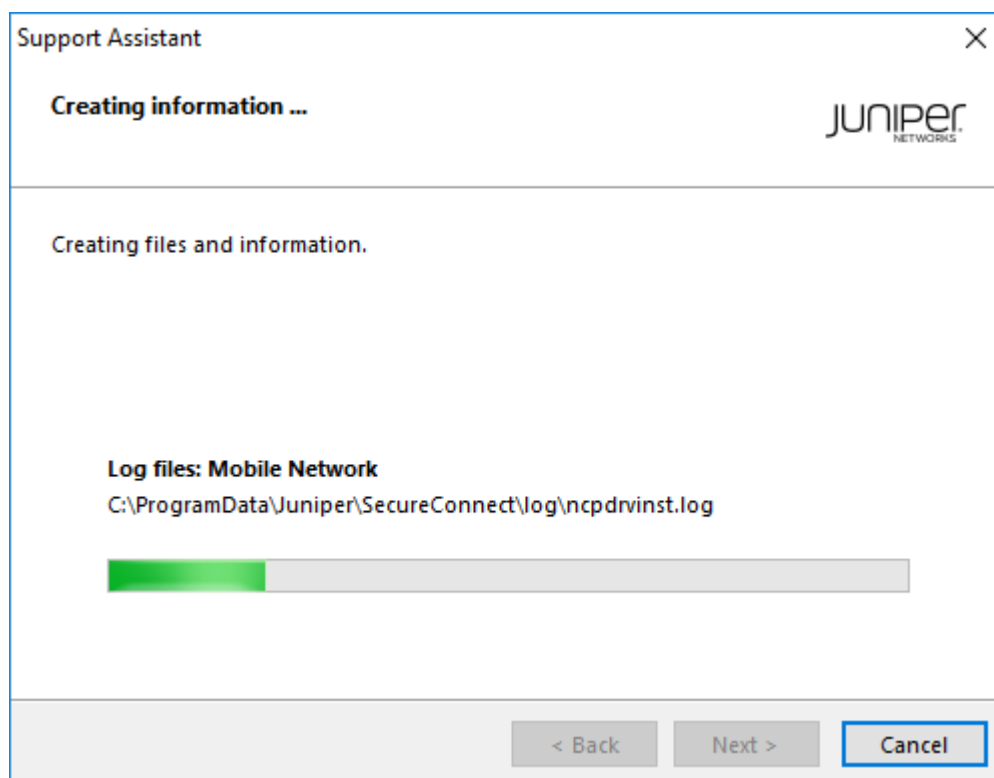 Support Assistant
Creating information ...
JUNIPER
NETWORKS
Creating files and information.
Log files: Mobile Network
C:\ProgramData\Juniper\SecureConnect\log\ncpdrvinst.log
< Back
Next >
Cancel